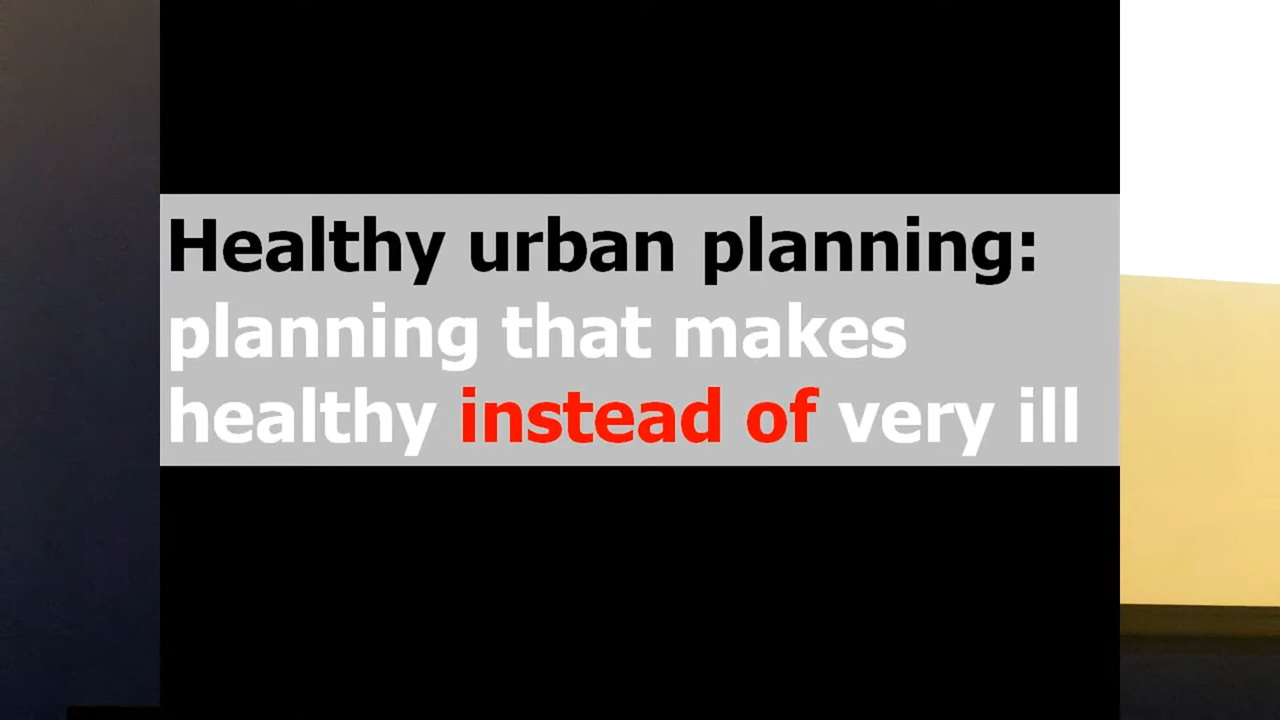 Healthy urban planning:
planning that makes
healthy instead of very ill